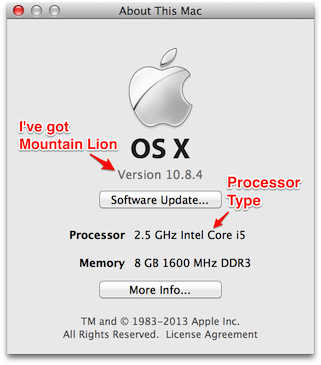 About This Mac
I've got
Mountain Lion
OS X
Version 10.8.4
Software Update...
Processor
Type
Processor 2.5 GHz Intel Core i5
Memory 8 GB 1600 MHz DDR3
More Info...
TM and © 1983-2013 Apple Inc.
All Rights Reserved. License Agreement